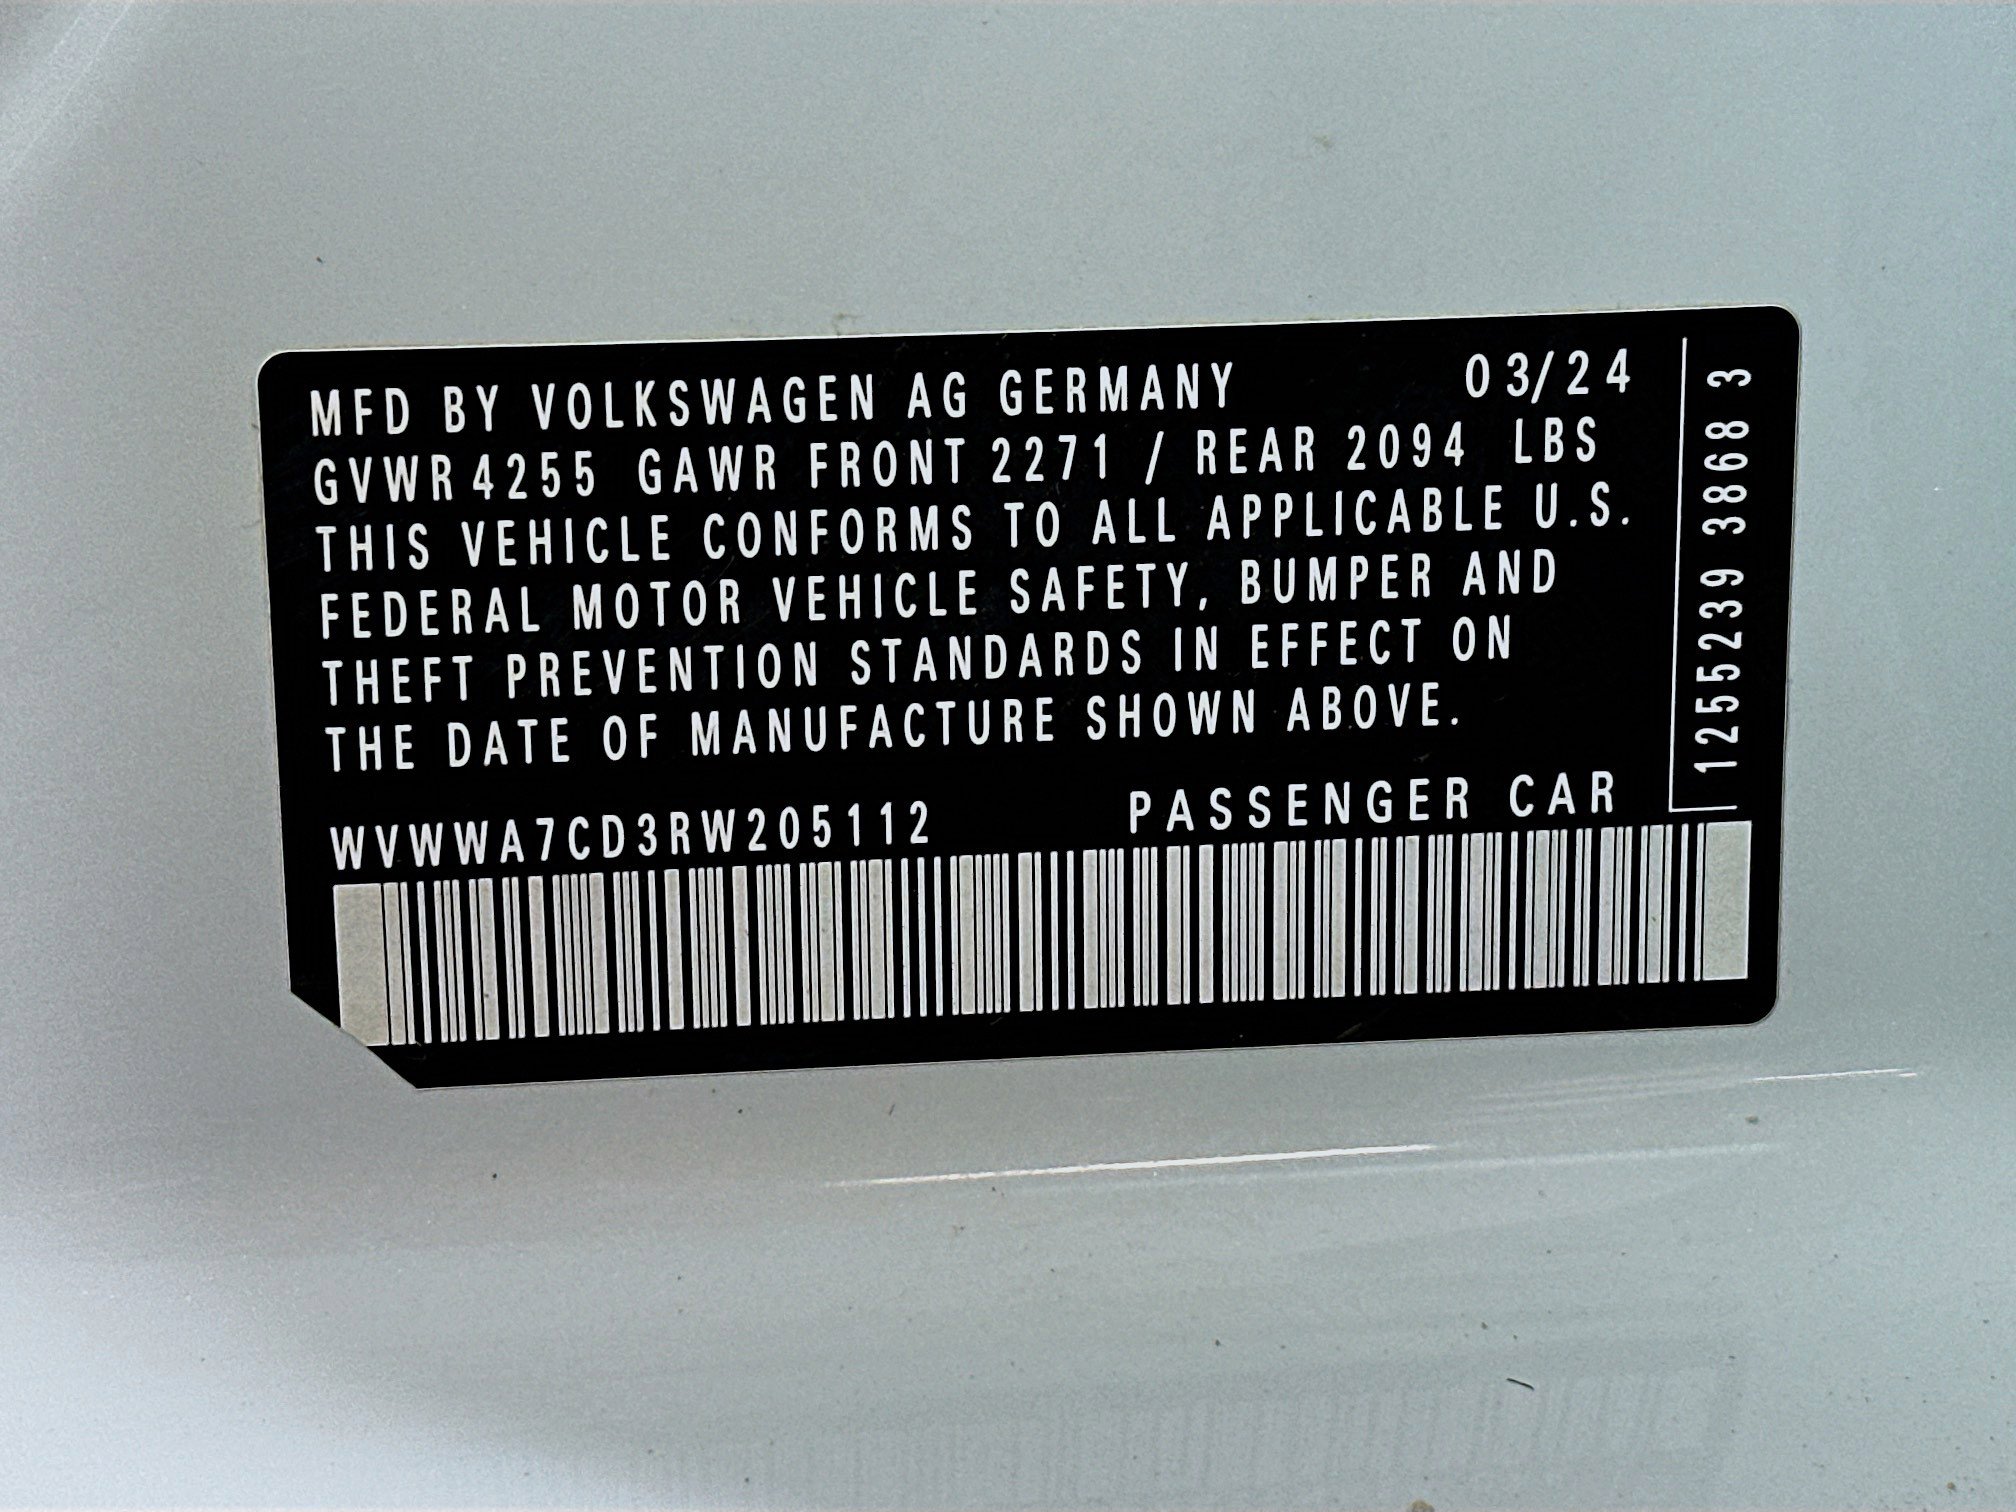 MFD BY VOLKSWAGEN AG GERMANY 03/24
GVWR 4255 GAWR FRONT 2271 / REAR 2094 LBS
THIS VEHICLE CONFORMS TO ALL APPLICABLE U.S.
FEDERAL MOTOR VEHICLE SAFETY, BUMPER AND
THEFT PREVENTION STANDARDS IN EFFECT ON
THE DATE OF MANUFACTURE SHOWN ABOVE.
WVWWA7CD3RW205112 PASSENGER CAR
1255239 3868 3